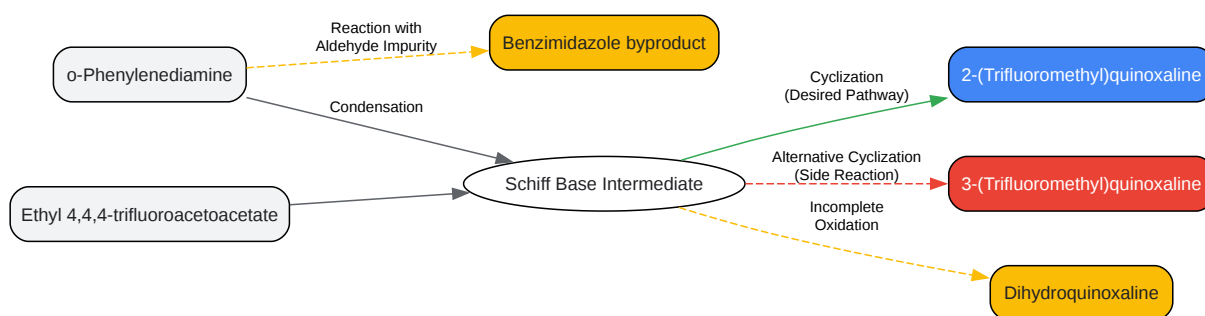 Reaction with
Aldehyde Impurity
Benzimidazole byproduct
o-Phenylenediamine
Cyclization
(Desired Pathway)
2-(Trifluoromethyl)quinoxaline
Condensation
Alternative Cyclization
(Side Reaction)
3-(Trifluoromethyl)quinoxaline
Schiff Base Intermediate
Ethyl 4,4,4-trifluoroacetoacetate
Incomplete
Oxidation
Dihydroquinoxaline